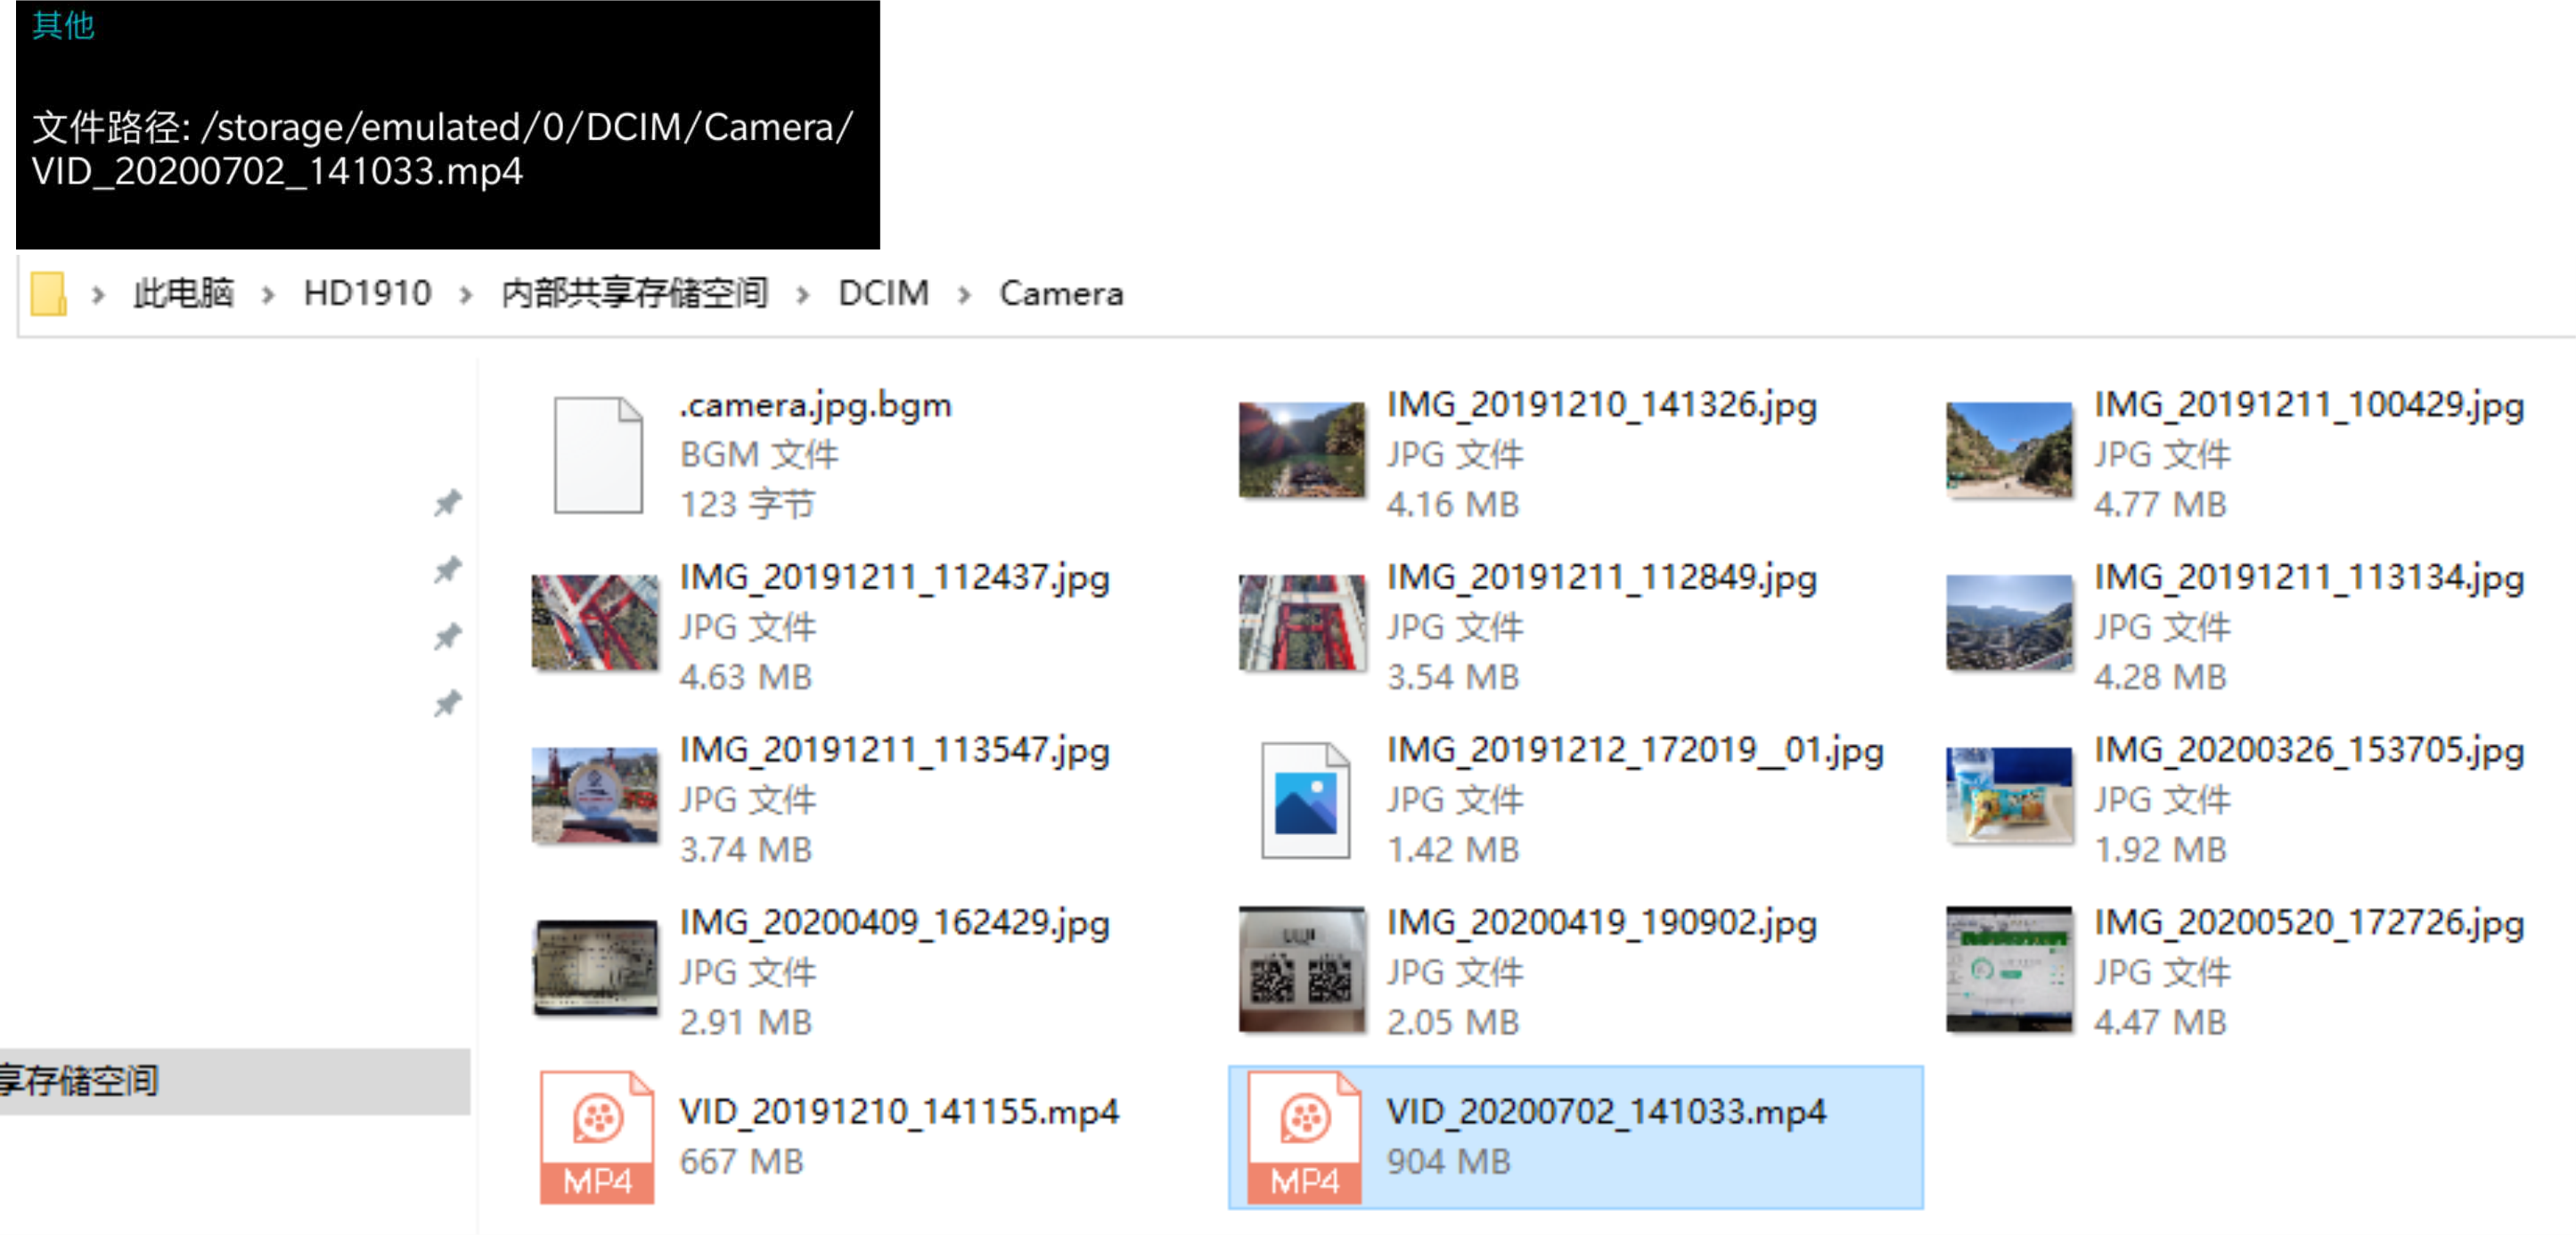 其他
文件路径: /storage/emulated/0/DCIM/Camera/
VID_20200702_141033.mp4
此电脑 > HD1910 > 内部共享存储空间 > DCIM > Camera
.camera.jpg.bgm
BGM 文件
123 字节
IMG_20191210_141326.jpg
JPG 文件
4.16 MB
IMG_20191211_100429.jpg
JPG 文件
4.77 MB
IMG_20191211_112437.jpg
JPG 文件
4.63 MB
IMG_20191211_112849.jpg
JPG 文件
3.54 MB
IMG_20191211_113134.jpg
JPG 文件
4.28 MB
IMG_20191211_113547.jpg
JPG 文件
3.74 MB
IMG_20191212_172019__01.jpg
JPG 文件
1.42 MB
IMG_20200326_153705.jpg
JPG 文件
1.92 MB
IMG_20200409_162429.jpg
JPG 文件
2.91 MB
IMG_20200419_190902.jpg
JPG 文件
2.05 MB
IMG_20200520_172726.jpg
JPG 文件
4.47 MB
享存储空间
MP4
VID_20191210_141155.mp4
667 MB
MP4
VID_20200702_141033.mp4
904 MB